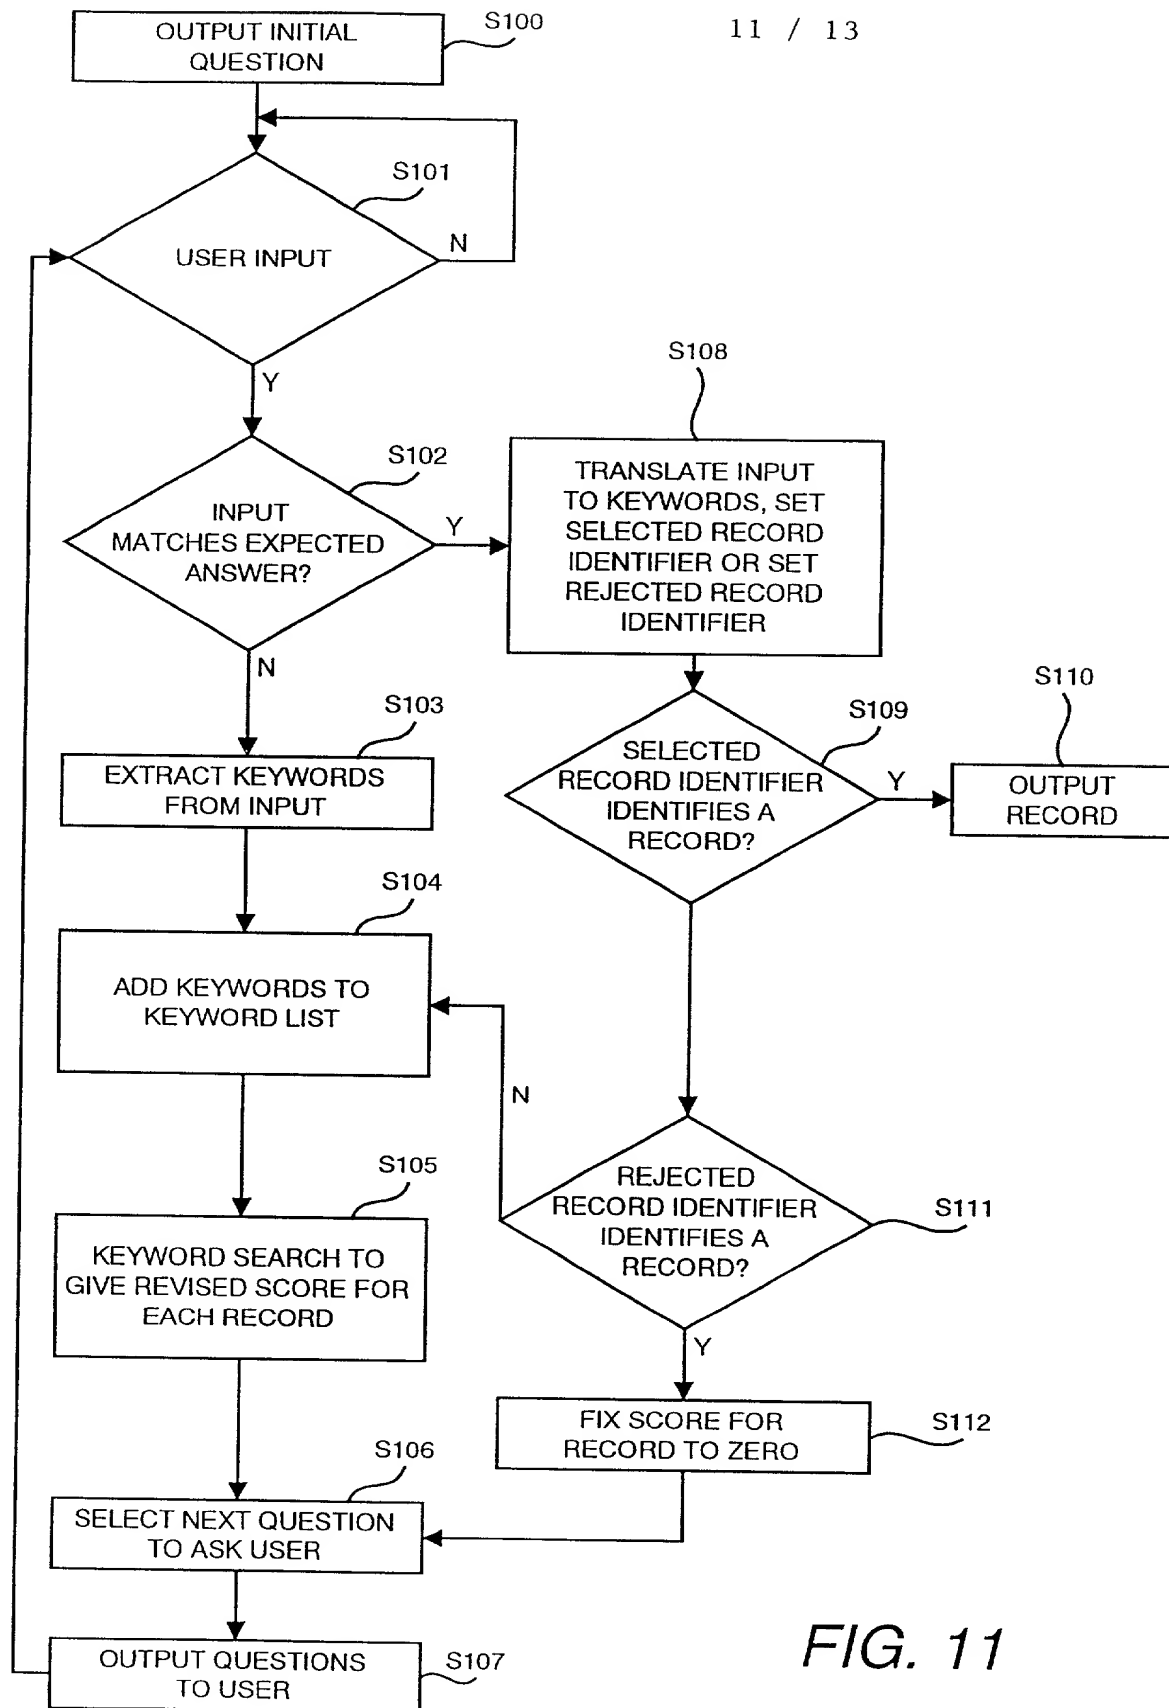 11 / 13
S100
OUTPUT INITIAL
QUESTION
S101
USER INPUT
N
Y
S108
S102
INPUT
MATCHES EXPECTED
ANSWER?
Y
TRANSLATE INPUT
TO KEYWORDS, SET
SELECTED RECORD
IDENTIFIER OR SET
REJECTED RECORD
IDENTIFIER
N
S103
EXTRACT KEYWORDS
FROM INPUT
S109
SELECTED
RECORD IDENTIFIER
IDENTIFIES A
RECORD?
Y
S110
OUTPUT
RECORD
S104
ADD KEYWORDS TO
KEYWORD LIST
N
S105
KEYWORD SEARCH TO
GIVE REVISED SCORE FOR
EACH RECORD
REJECTED
RECORD IDENTIFIER
IDENTIFIES A
RECORD?
S111
Y
FIX SCORE FOR
RECORD TO ZERO
S112
S106
SELECT NEXT QUESTION
TO ASK USER
OUTPUT QUESTIONS
TO USER
S107
FIG. 11